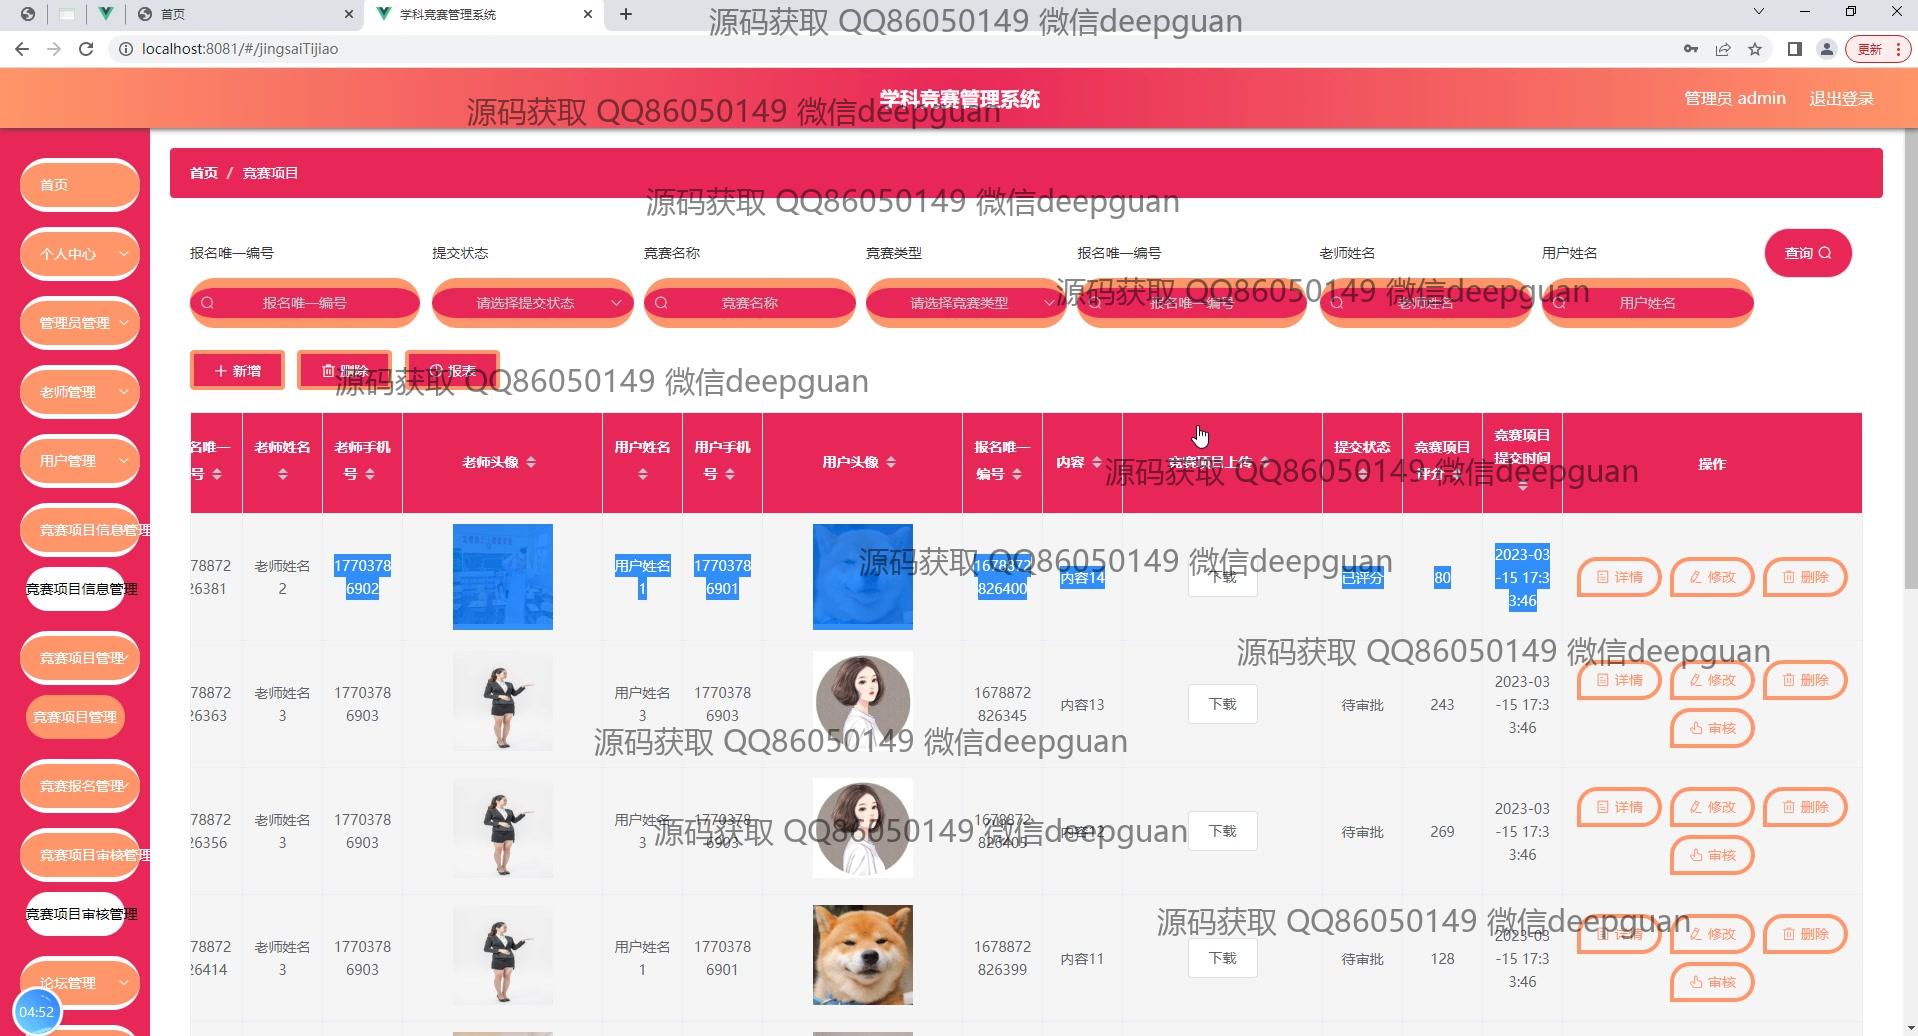 首页
学科竞赛管理系统
源码获取 QQ86050149 微信deepguan
localhost:8081/#/jingsaiTijiao
更新
学科竞赛管理系统
源码获取 QQ86050149 微信deepguan
管理员 admin
退出登录
首页 / 竞赛项目
源码获取 QQ86050149 微信deepguan
首页
个人中心
管理员管理
老师管理
用户管理
竞赛项目信息管理
竞赛项目信息管理
竞赛项目管理
竞赛项目管理
竞赛报名管理
竞赛项目审核管理
竞赛项目审核管理
论坛管理
04:52
报名唯一编号 提交状态 竞赛名称 竞赛类型 报名唯一编号 老师姓名 用户姓名
查询
报名唯一编号 请选择提交状态 竞赛名称 请选择竞赛类型 报名唯一编号 老师姓名 用户姓名
源码获取 QQ86050149 微信deepguan
新增 删除 报表
源码获取 QQ86050149 微信deepguan
名唯一
号
老师姓名
老师手机
号
老师头像
用户姓名
用户手机
号
用户头像
报名唯一
编号
内容
竞赛项目上传
提交状态
竞赛项目
评分
竞赛项目
提交时间
操作
源码获取 QQ86050149 微信deepguan
78872
26381
老师姓名
2
1770378
6902
用户姓名
1
1770378
6901
1678872
826400
内容14
下载
已评分
80
2023-03
-15 17:3
3:46
详情 修改 删除
源码获取 QQ86050149 微信deepguan
源码获取 QQ86050149 微信deepguan
78872
26363
老师姓名
3
1770378
6903
用户姓名
3
1770378
6903
1678872
826345
内容13
下载
待审批
243
2023-03
-15 17:3
3:46
详情 修改 删除
审核
源码获取 QQ86050149 微信deepguan
78872
26356
老师姓名
3
1770378
6903
用户姓名
3
1770378
6903
1678872
826405
内容12
下载
待审批
269
2023-03
-15 17:3
3:46
详情 修改 删除
审核
源码获取 QQ86050149 微信deepguan
78872
26414
老师姓名
3
1770378
6903
用户姓名
1
1770378
6901
1678872
826399
内容11
下载
待审批
128
2023-03
-15 17:3
3:46
详情 修改 删除
审核
源码获取 QQ86050149 微信deepguan